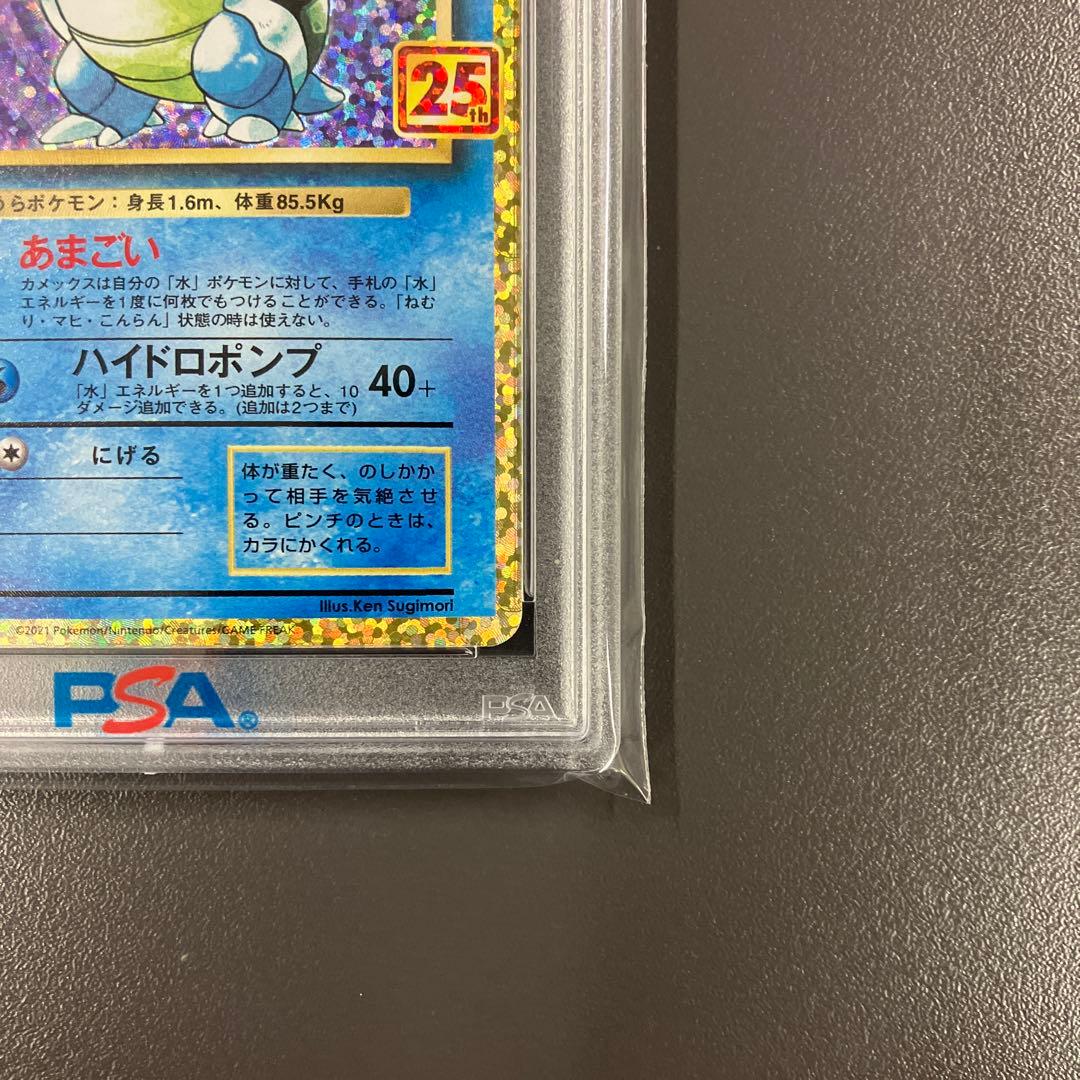 25th
うらポケモン：身長1.6m、体重85.5Kg
あまごい
カメックスは自分の「水」ポケモンに対して、手札の「水」
エネルギーを1度に何枚でもつけることができる。「ねむ
り・マヒ・こんらん」状態の時は使えない。
ハイドロポンプ 40+
「水」エネルギーを1つ追加すると、10
ダメージ追加できる。(追加は2つまで)
にげる
体が重たく、のしかか
って相手を気絶させ
る。ピンチのときは、
カラにかくれる。
Illus.Ken Sugimori
©2021 Pokémon/Nintendo/Creatures/GAME FREAK.
PSA®
PSA